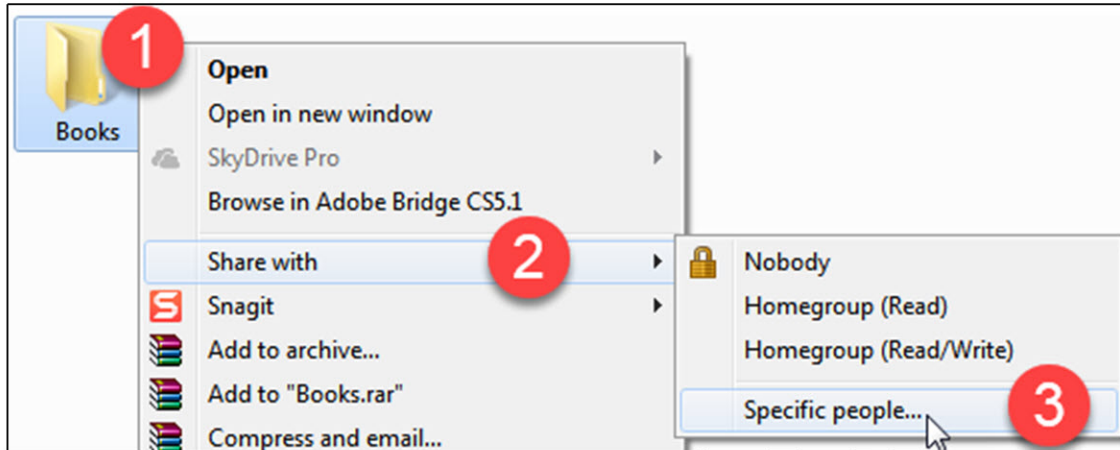 1
Books
Open
Open in new window
SkyDrive Pro
Browse in Adobe Bridge CS5.1
Share with
2
Snagit
Add to archive...
Add to "Books.rar"
Compress and email...
Nobody
Homegroup (Read)
Homegroup (Read/Write)
Specific people...
3